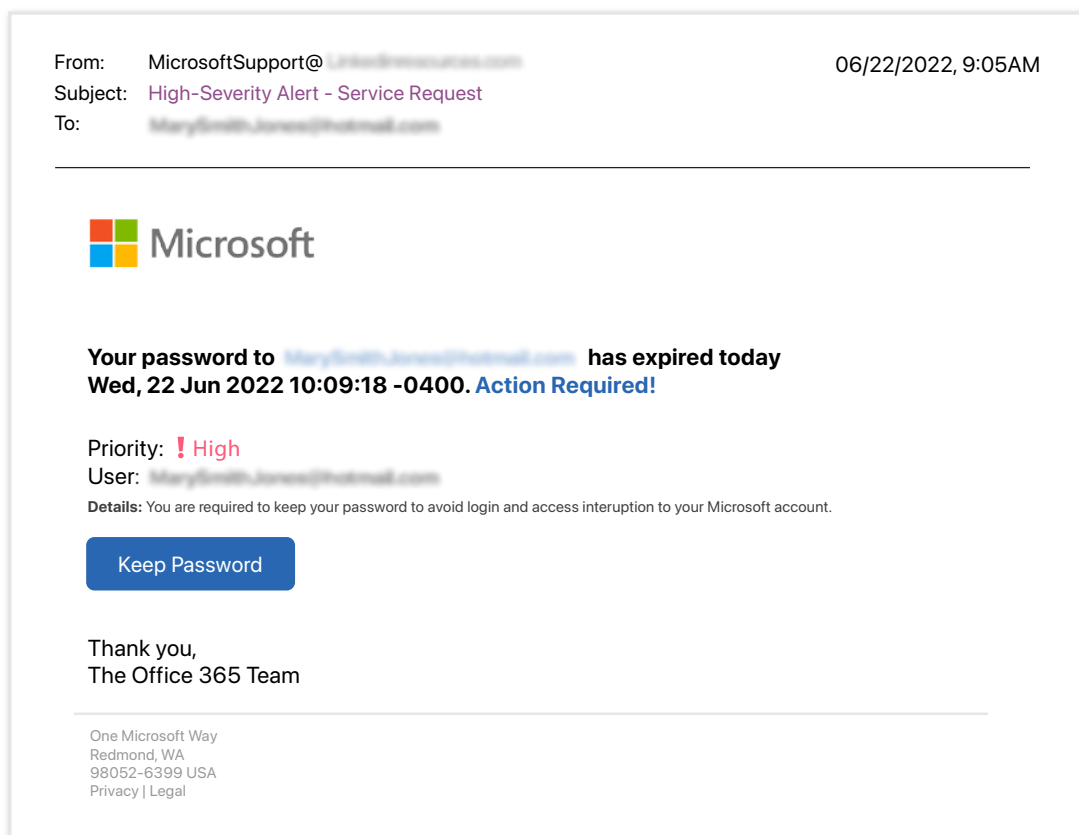 From: MicrosoftSupport@
06/22/2022, 9:05AM
Subject: High-Severity Alert - Service Request
To:
Microsoft
Your password to has expired today
Wed, 22 Jun 2022 10:09:18 -0400. Action Required!
Priority: ! High
User:
Details: You are required to keep your password to avoid login and access interuption to your Microsoft account.
Keep Password
Thank you,
The Office 365 Team
One Microsoft Way
Redmond, WA
98052-6399 USA
Privacy | Legal